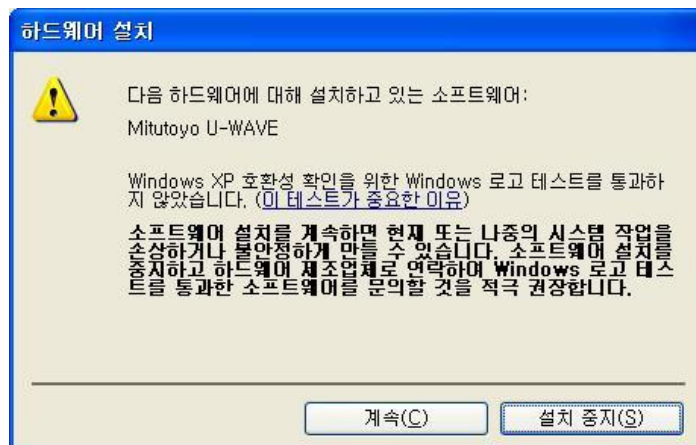 하드웨어 설치
다음 하드웨어에 대해 설치하고 있는 소프트웨어:
Mitutoyo U-WAVE
Windows XP 호환성 확인을 위한 Windows 로고 테스트를 통과하
지 않았습니다. (이 테스트가 중요한 이유)
소프트웨어 설치를 계속하면 현재 또는 나중의 시스템 작업을
손상하거나 불안정하게 만들 수 있습니다. 소프트웨어 설치를
중지하고 하드웨어 제조업체로 연락하여 Windows 로고 테스
트를 통과한 소프트웨어를 문의할 것을 적극 권장합니다.
계속(C)
설치 중지(S)